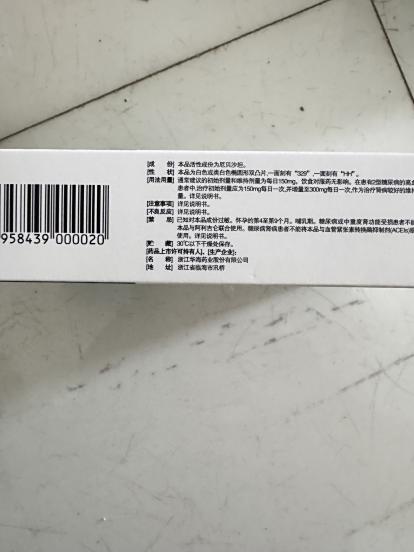 [成 份] 本品活性成份为厄贝沙坦。
[性 状] 本品为白色或类白色椭圆形双凸片,一面刻有“329”,一面刻有“HH”。
[用法用量] 通常建议的初始剂量和维持剂量为每日150mg, 饮食对服药无影响。在患有2型糖尿病的高血
患者中,治疗初始剂量应为150mg每日一次,并增量至300mg每日一次,作为治疗肾病较好的维
量。详见说明书。
[注意事项] 详见说明书。
[不良反应] 详见说明书。
[禁 忌] 已知对本品成份过敏。怀孕的第4至第9个月。哺乳期。糖尿病或中重度肾功能受损患者不能
本品与阿利吉仑联合使用。糖尿病肾病患者不能将本品与血管紧张素转换酶抑制剂(ACEIs)
使用。详见说明书。
[贮 藏] 30℃以下干燥处保存。
[药品上市许可持有人]、[生产企业]:
[名 称] 浙江华海药业股份有限公司
[地 址] 浙江省临海市汛桥
958439 000020